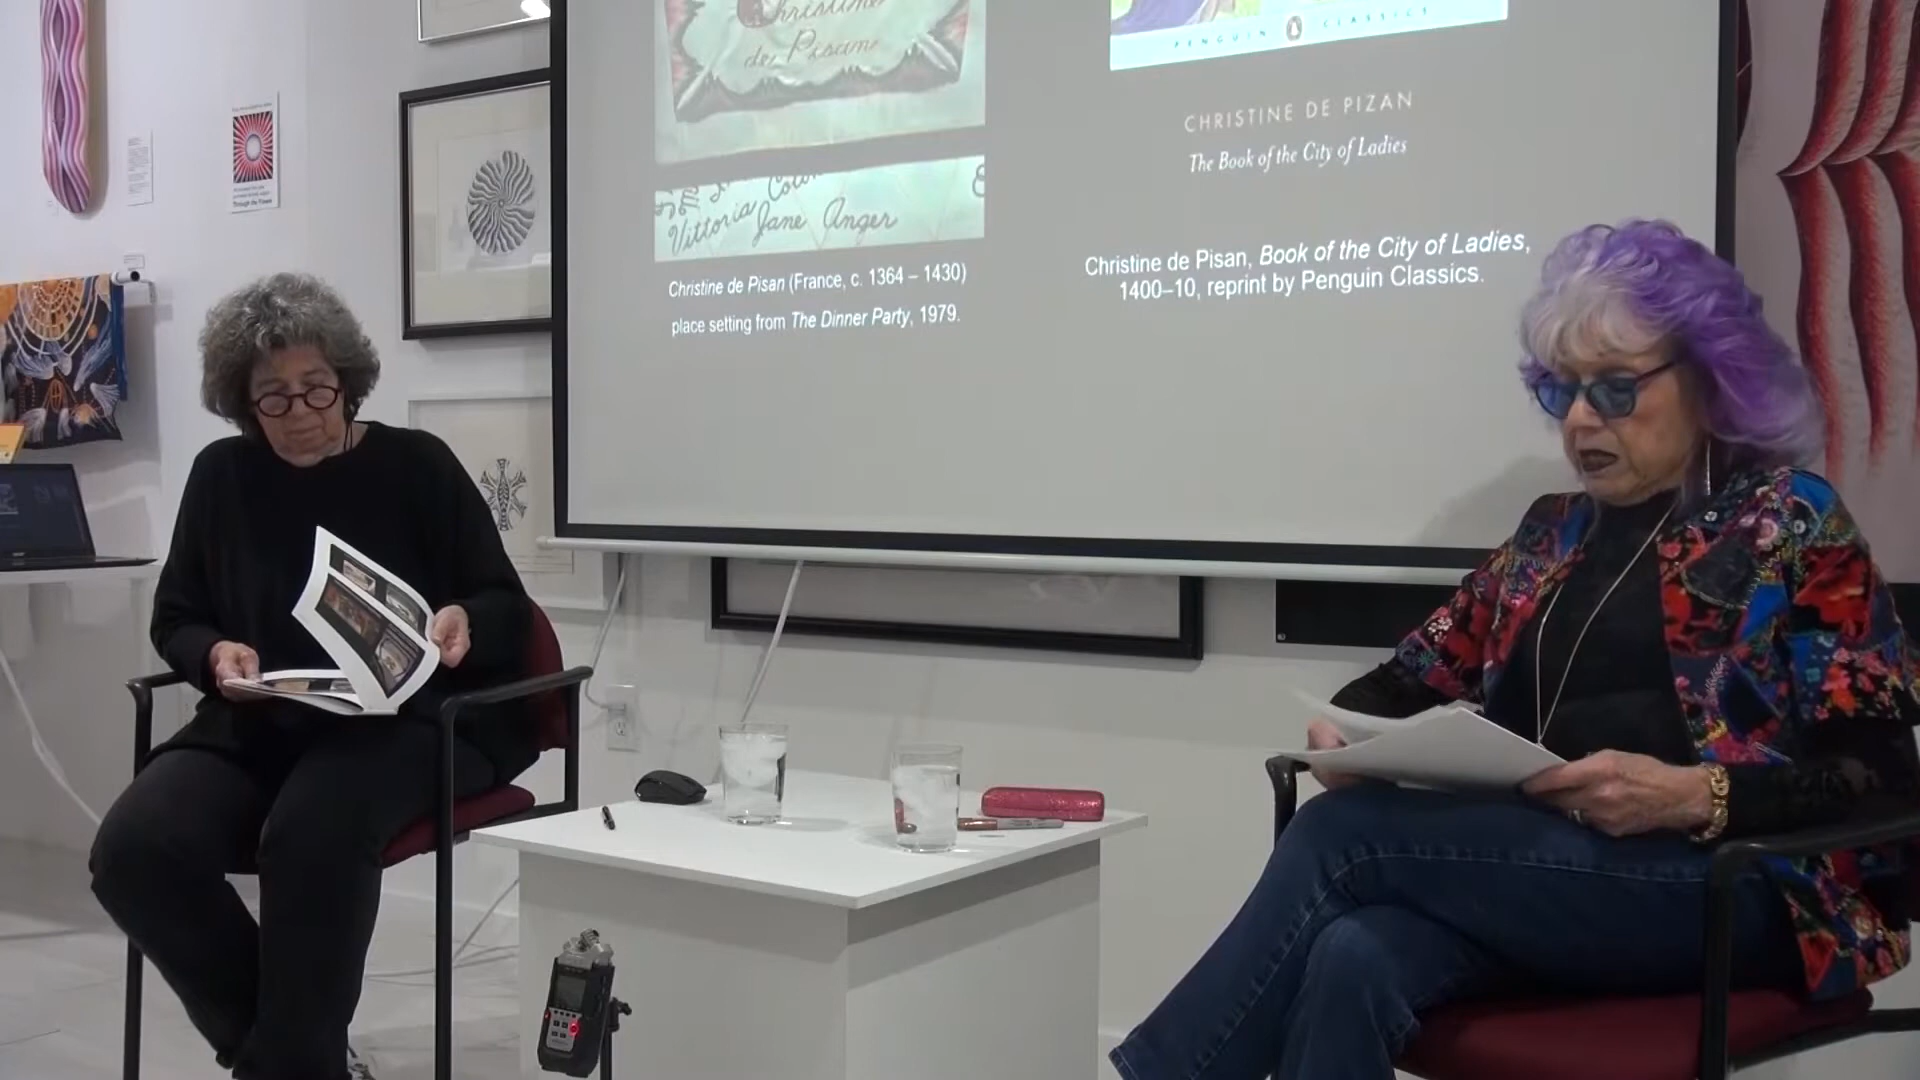 Christine
de Pisan
Vittoria
Jane Anger
Christine de Pisan (France, c. 1364 – 1430)
place setting from The Dinner Party, 1979.
PENGUIN CLASSICS
CHRISTINE DE PIZAN
The Book of the City of Ladies
Christine de Pisan, Book of the City of Ladies,
1400–10, reprint by Penguin Classics.
Through the Flower